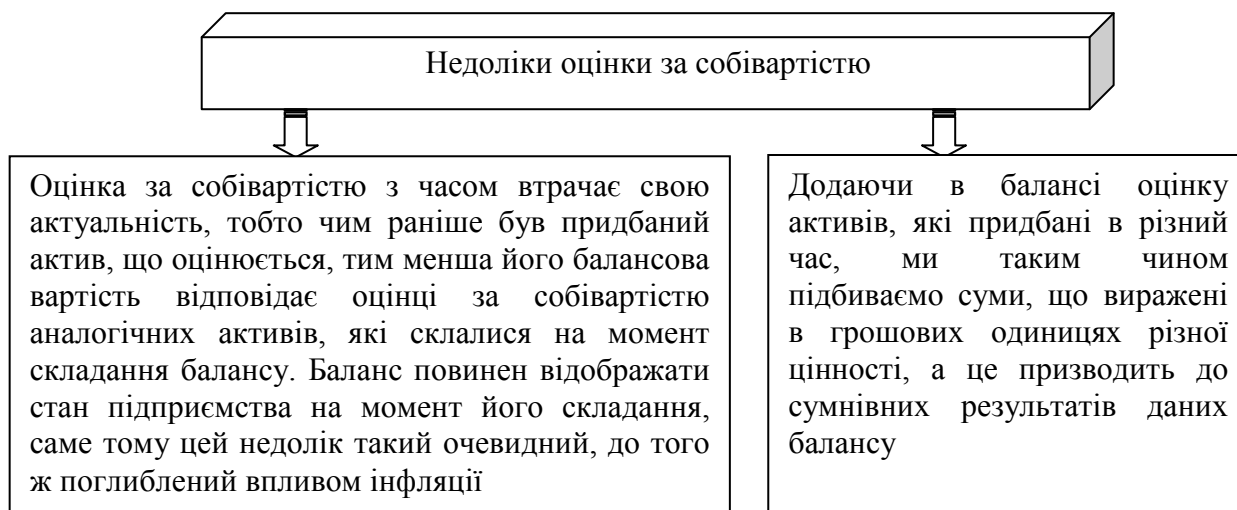 Недоліки оцінки за собівартістю
Оцінка за собівартістю з часом втрачає свою
актуальність, тобто чим раніше був придбаний
актив, що оцінюється, тим менша його балансова
вартість відповідає оцінці за собівартістю
аналогічних активів, які склалися на момент
складання балансу. Баланс повинен відображати
стан підприємства на момент його складання,
саме тому цей недолік такий очевидний, до того
ж поглиблений впливом інфляції
Додаючи в балансі оцінку
активів, які придбані в різний
час, ми таким чином
підбиваємо суми, що виражені
в грошових одиницях різної
цінності, а це призводить до
сумнівних результатів даних
балансу